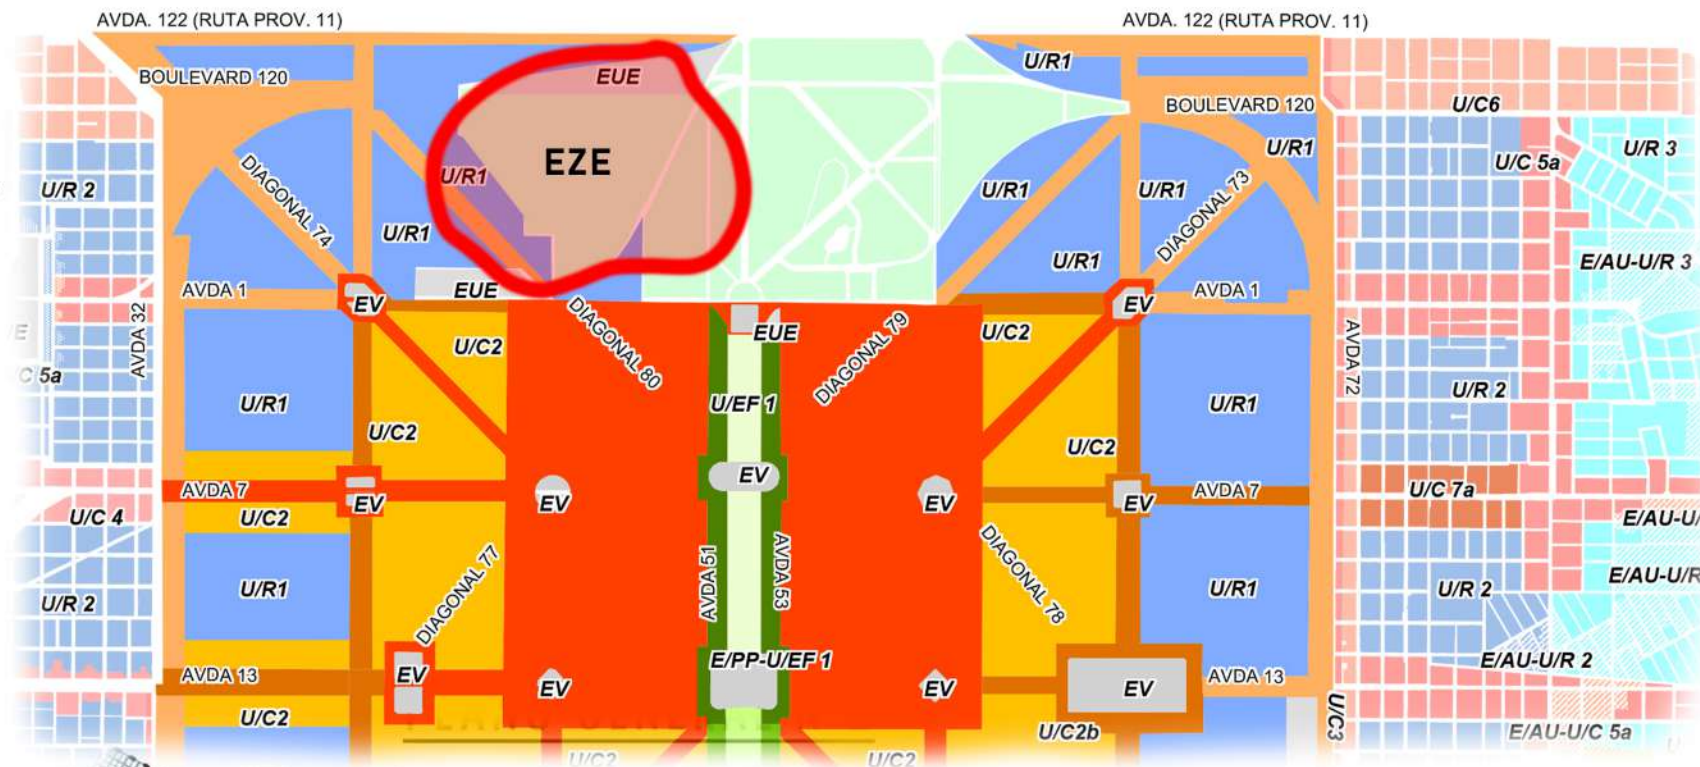 AVDA. 122 (RUTA PROV. 11)
AVDA. 122 (RUTA PROV. 11)
BOULEVARD 120
EUE
U/R1
BOULEVARD 120
U/C6
EZE
U/R 2
DIAGONAL 74
U/R1
U/R1
U/R1
U/R1
DIAGONAL 73
U/R1
U/C 5a
U/R 3
U/R1
U/R1
E/AU-U/R 3
AVDA 1
EV
EUE
AVDA 1
EV
AVDA 32
U/C2
DIAGONAL 80
EUE
DIAGONAL 79
U/C2
AVDA 72
C 5a
U/R1
U/EF 1
U/R1
U/R 2
U/C2
U/C2
EV
AVDA 7
EV
EV
EV
AVDA 7
EV
U/C 7a
U/C 4
U/C2
E/AU-U/
DIAGONAL 77
AVDA 51
AVDA 53
DIAGONAL 78
U/R 2
U/R1
U/R1
U/R 2
E/AU-U/R
AVDA 13
EV
EV
E/PP-U/EF 1
EV
EV
AVDA 13
E/AU-U/R 2
U/C2
U/C2b
U/C3
E/AU-U/C 5a
U/C2
U/C2